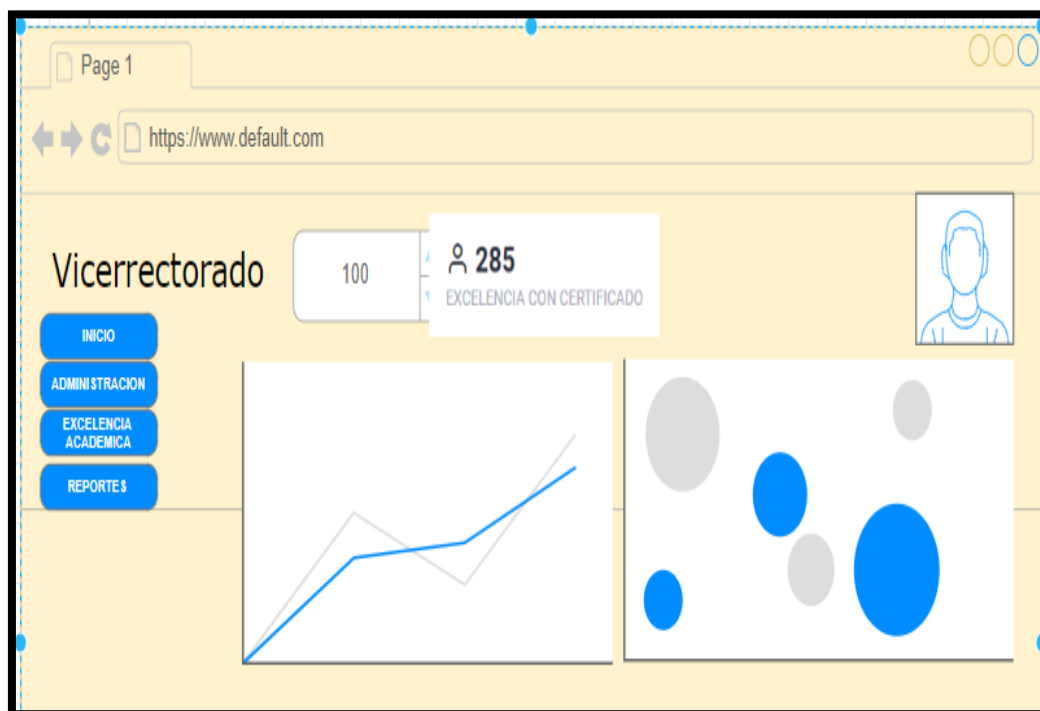 Page 1
https://www.default.com
Vicerrectorado
100
285
EXCELENCIA CON CERTIFICADO
INICIO
ADMINISTRACION
EXCELENCIA
ACADEMICA
REPORTES